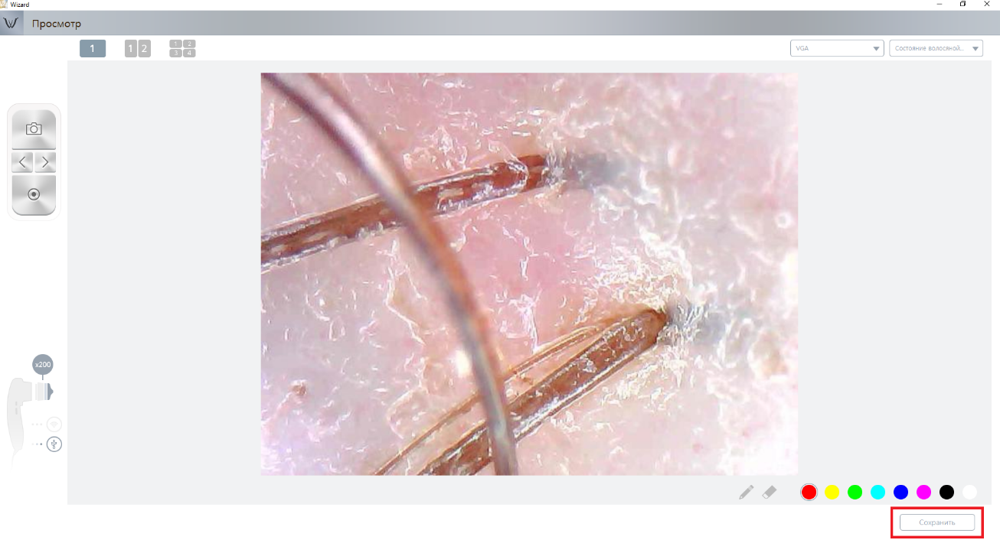 Wizard
W Просмотр
1 1 2 1 2
3 4
VGA Состояние волосяной...
x200
Сохранить